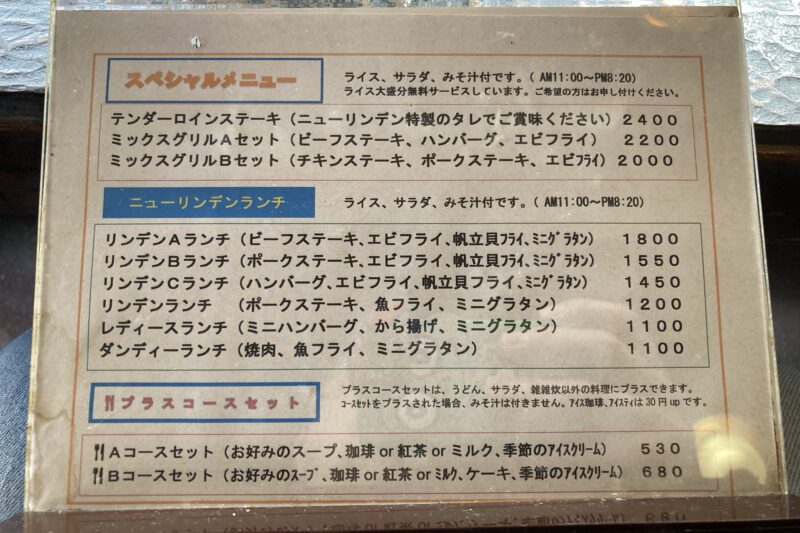 スペシャルメニュー
ライス、サラダ、みそ汁付です。( AM11:00～PM8:20)
ライス大盛分無料サービスしています。ご希望の方はお申し付けください。
テンダーロインステーキ（ニューリンデン特製のタレでご賞味ください） 2400
ミックスグリルAセット（ビーフステーキ、ハンバーグ、エビフライ） 2200
ミックスグリルBセット（チキンステーキ、ポークステーキ、エビﾌﾗｲ） 2000
ニューリンデンランチ
ライス、サラダ、みそ汁付です。( AM11:00～PM8:20)
リンデンAランチ（ビーフステーキ、エビフライ、帆立貝ﾌﾗｲ、ﾐﾆｸﾞﾗﾀﾝ） 1800
リンデンBランチ（ポークステーキ、エビフライ、帆立貝ﾌﾗｲ、ﾐﾆｸﾞﾗﾀﾝ） 1550
リンデンCランチ（ハンバーグ、エビフライ、帆立貝フライ、ﾐﾆｸﾞﾗﾀﾝ） 1450
リンデンランチ （ポークステーキ、魚フライ、ミニグラタン） 1200
レディースランチ（ミニハンバーグ、から揚げ、ミニグラタン） 1100
ダンディーランチ（焼肉、魚フライ、ミニグラタン） 1100
プラスコースセット
プラスコースセットは、うどん、サラダ、雑雑炊以外の料理にプラスできます。
ｺｰｽｾｯﾄをプラスされた場合、みそ汁は付きません。ｱｲｽ珈琲、ｱｲｽﾃｨは30円upです。
Aコースセット（お好みのスープ、珈琲or紅茶orミルク、季節のｱｲｽｸﾘｰﾑ） 530
Bコースセット（お好みのｽｰﾌﾟ、珈琲or紅茶orﾐﾙｸ、ケーキ、季節のｱｲｽｸﾘｰﾑ） 680